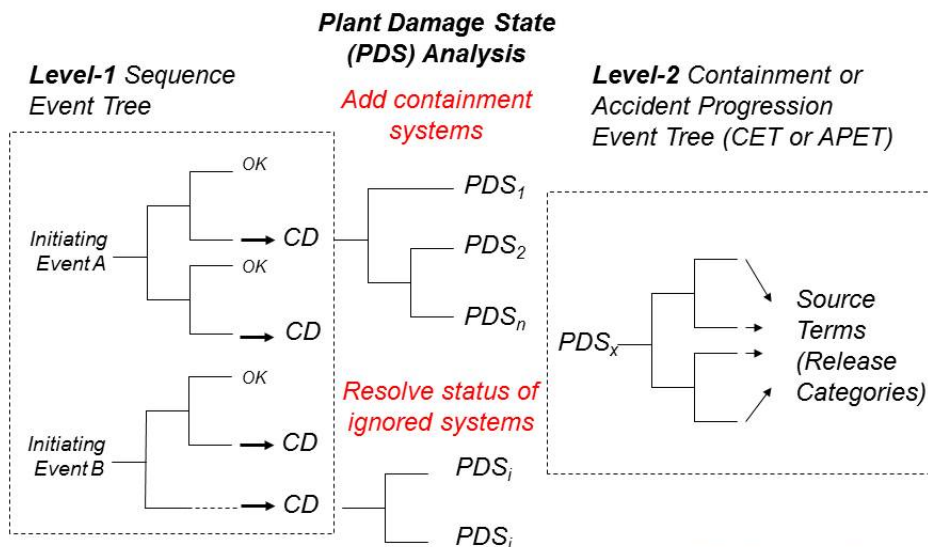 Plant Damage State
(PDS) Analysis
Level-1 Sequence
Event Tree
Add containment
systems
Level-2 Containment or
Accident Progression
Event Tree (CET or APET)
OK
Initiating
Event A
CD
OK
CD
PDS1
PDS2
PDSn
OK
Initiating
Event B
CD
CD
Resolve status of
ignored systems
PDSi
PDSi
PDSx
Source
Terms
(Release
Categories)